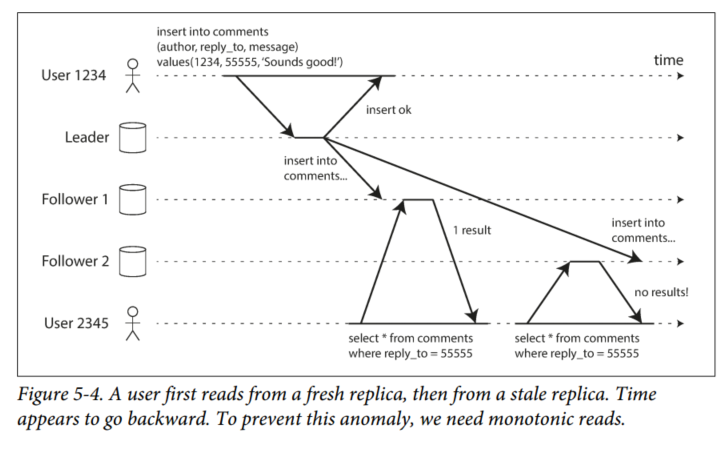 insert into comments
(author, reply_to, message)
values(1234, 55555, ‘Sounds good!’)
time
User 1234
insert ok
Leader
insert into
comments...
Follower 1
1 result
insert into
comments...
Follower 2
no results!
User 2345
select * from comments
where reply_to = 55555
select * from comments
where reply_to = 55555
Figure 5-4. A user first reads from a fresh replica, then from a stale replica. Time
appears to go backward. To prevent this anomaly, we need monotonic reads.